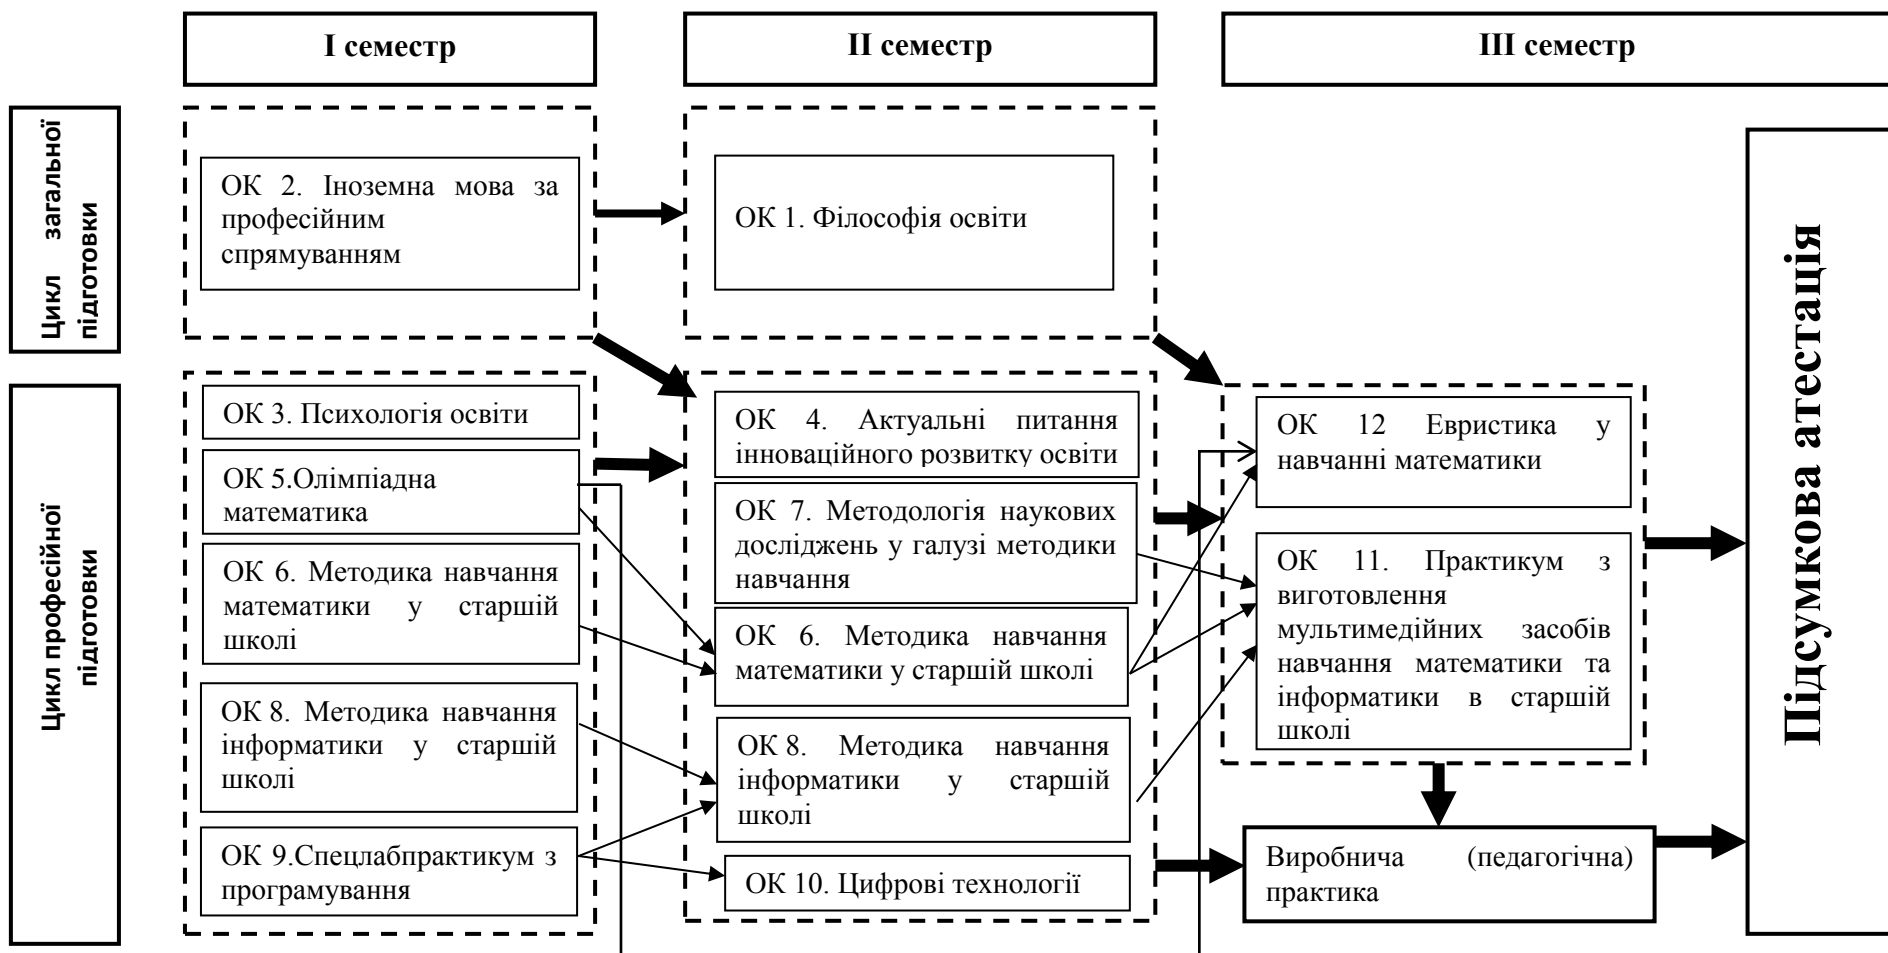 І семестр
ІІ семестр
ІІІ семестр
Цикл загальної
підготовки
ОК 2. Іноземна мова за
професійним
спрямуванням
ОК 1. Філософія освіти
Цикл професійної
підготовки
ОК 3. Психологія освіти
ОК 5.Олімпіадна
математика
ОК 6. Методика навчання
математики у старшій
школі
ОК 8. Методика навчання
інформатики у старшій
школі
ОК 9.Спецлабпрактикум з
програмування
ОК 4. Актуальні питання
інноваційного розвитку освіти
ОК 7. Методологія наукових
досліджень у галузі методики
навчання
ОК 6. Методика навчання
математики у старшій школі
ОК 8. Методика навчання
інформатики у старшій
школі
ОК 10. Цифрові технології
ОК 12 Евристика у
навчанні математики
ОК 11. Практикум з
виготовлення
мультимедійних засобів
навчання математики та
інформатики в старшій
школі
Виробнича (педагогічна)
практика
Підсумкова атестація